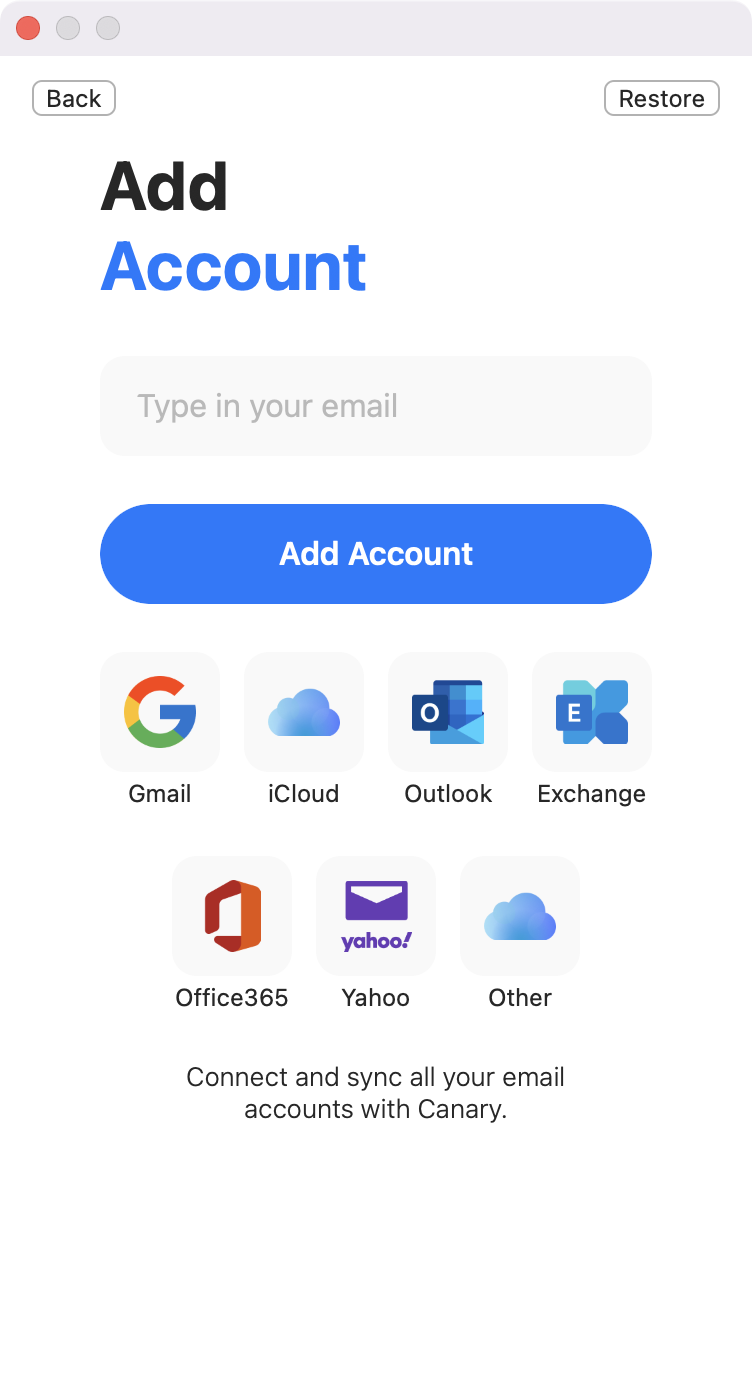 Back
Restore
Add
Account
Type in your email
Add Account
Gmail
iCloud
O
Outlook
E
Exchange
Office365
yahoo!
Yahoo
Other
Connect and sync all your email
accounts with Canary.